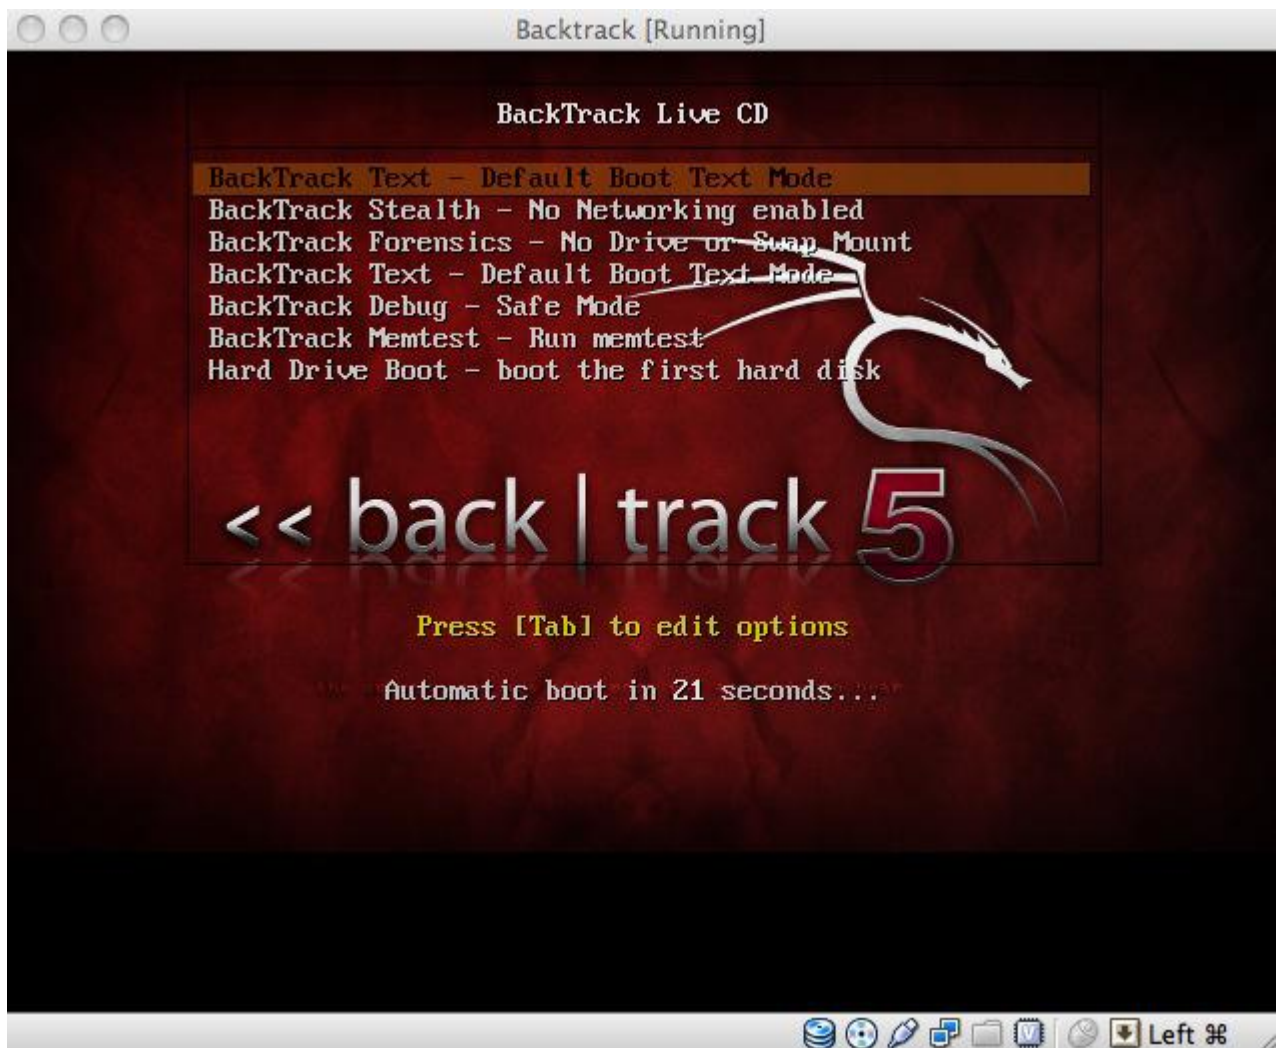 Backtrack [Running]
BackTrack Live CD
BackTrack Text - Default Boot Text Mode
BackTrack Stealth - No Networking enabled
BackTrack Forensics - No Drive or Swap Mount
BackTrack Text - Default Boot Text Mode
BackTrack Debug - Safe Mode
BackTrack Memtest - Run memtest
Hard Drive Boot - boot the first hard disk
<< back | track 5
Press [Tab] to edit options
Automatic boot in 21 seconds...
Left ⌘